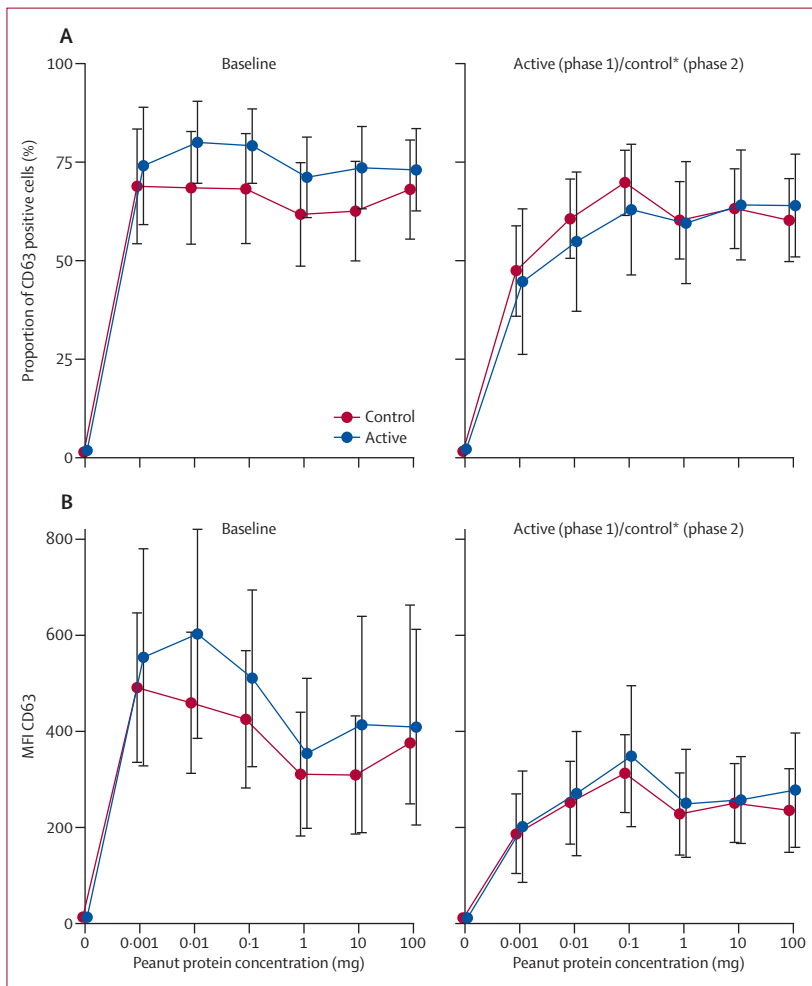 A
Baseline
Active (phase 1)/control* (phase 2)
Proportion of CD63 positive cells (%)
100
75
50
25
0
Control
Active
B
Baseline
Active (phase 1)/control* (phase 2)
MFI CD63
800
600
400
200
0
0 0·001 0·01 0·1 1 10 100
0 0·001 0·01 0·1 1 10 100
Peanut protein concentration (mg)
Peanut protein concentration (mg)